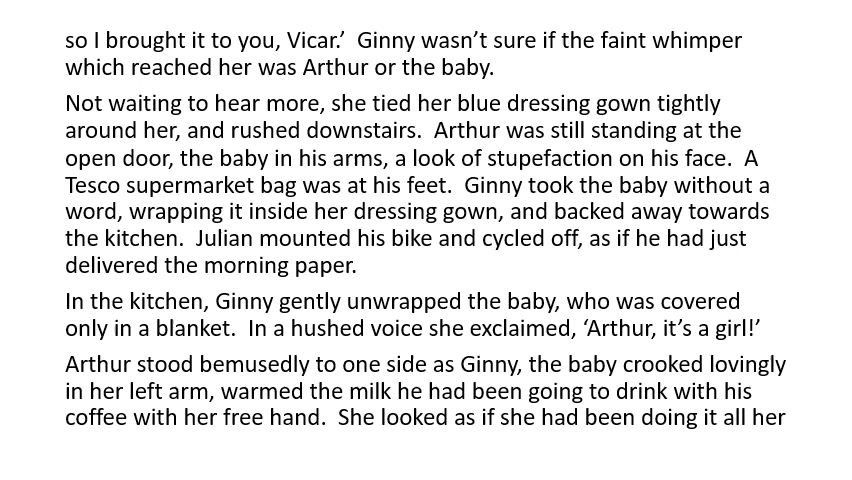 so I brought it to you, Vicar.’  Ginny wasn’t sure if the faint whimper
which reached her was Arthur or the baby.
Not waiting to hear more, she tied her blue dressing gown tightly
around her, and rushed downstairs.  Arthur was still standing at the
open door, the baby in his arms, a look of stupefaction on his face.  A
Tesco supermarket bag was at his feet.  Ginny took the baby without a
word, wrapping it inside her dressing gown, and backed away towards
the kitchen.  Julian mounted his bike and cycled off, as if he had just
delivered the morning paper.
In the kitchen, Ginny gently unwrapped the baby, who was covered
only in a blanket.  In a hushed voice she exclaimed, ‘Arthur, it’s a girl!’
Arthur stood bemusedly to one side as Ginny, the baby crooked lovingly
in her left arm, warmed the milk he had been going to drink with his
coffee with her free hand.  She looked as if she had been doing it all her